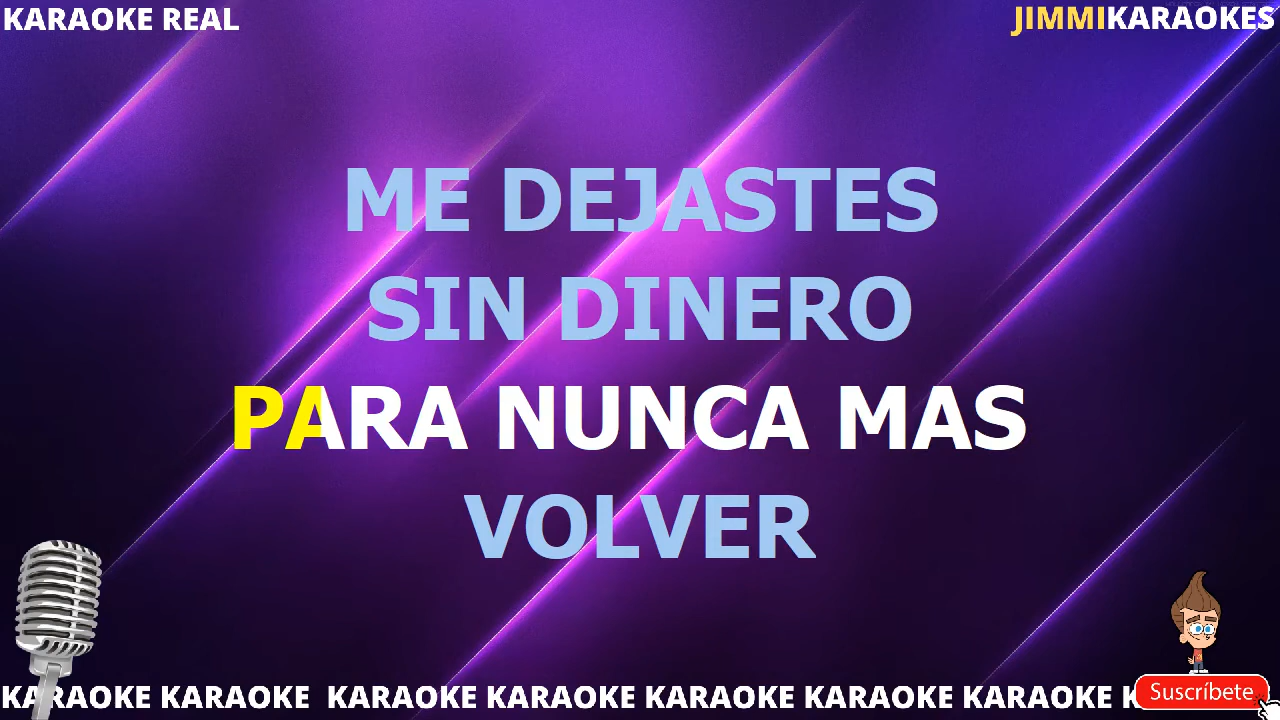 KARAOKE REAL
JIMMIKARAOKES
ME DEJASTES
SIN DINERO
PARA NUNCA MAS
VOLVER
KARAOKE KARAOKE KARAOKE KARAOKE KARAOKE KARAOKE KARAOKE K
Suscríbete